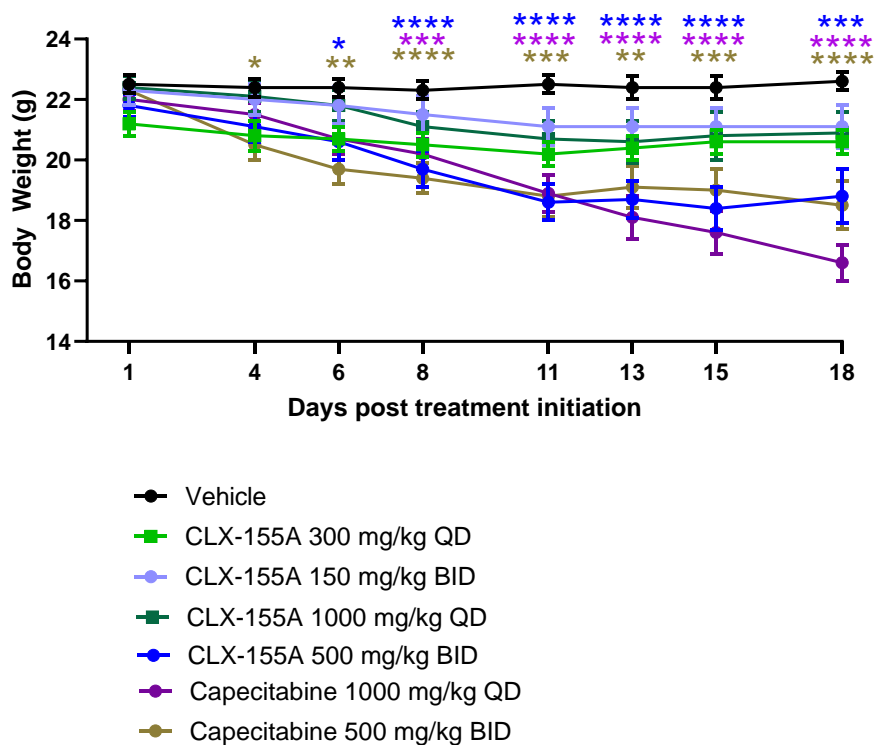 **** **** **** **** ***
* *** **** **** **** ****
* ** **** *** ** *** ****
24
22
20
18
16
14
Body Weight (g)
1 4 6 8 11 13 15 18
Days post treatment initiation
Vehicle
CLX-155A 300 mg/kg QD
CLX-155A 150 mg/kg BID
CLX-155A 1000 mg/kg QD
CLX-155A 500 mg/kg BID
Capecitabine 1000 mg/kg QD
Capecitabine 500 mg/kg BID